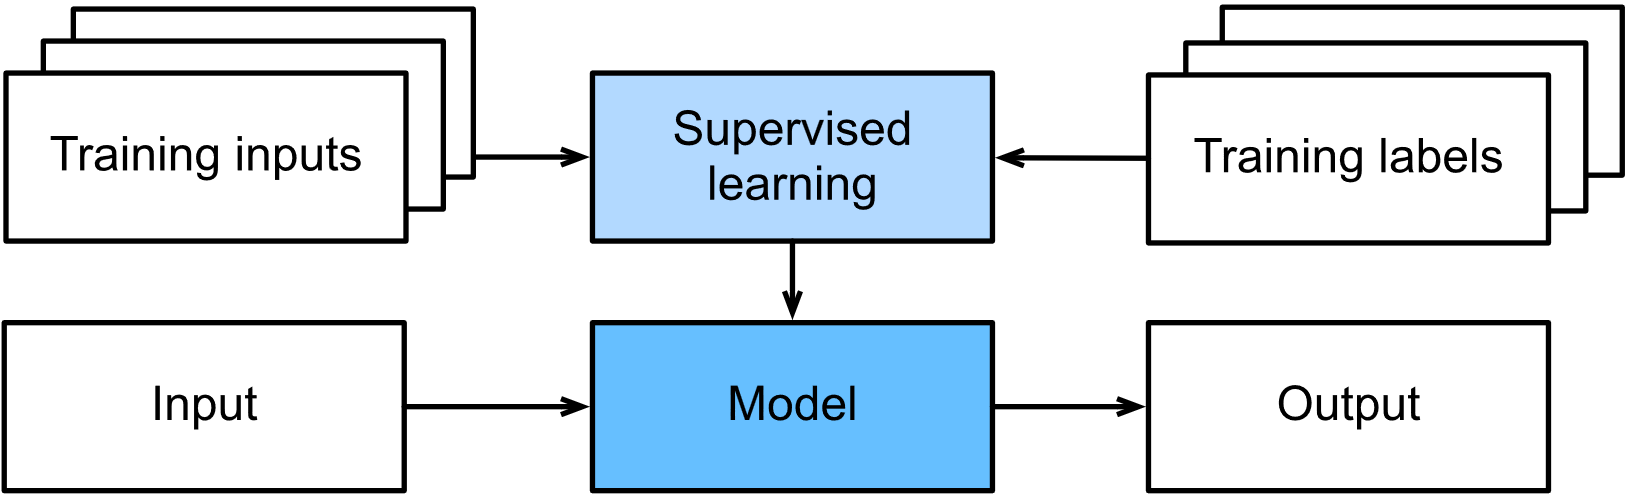 Training inputs
Supervised
learning
Training labels
Input
Model
Output